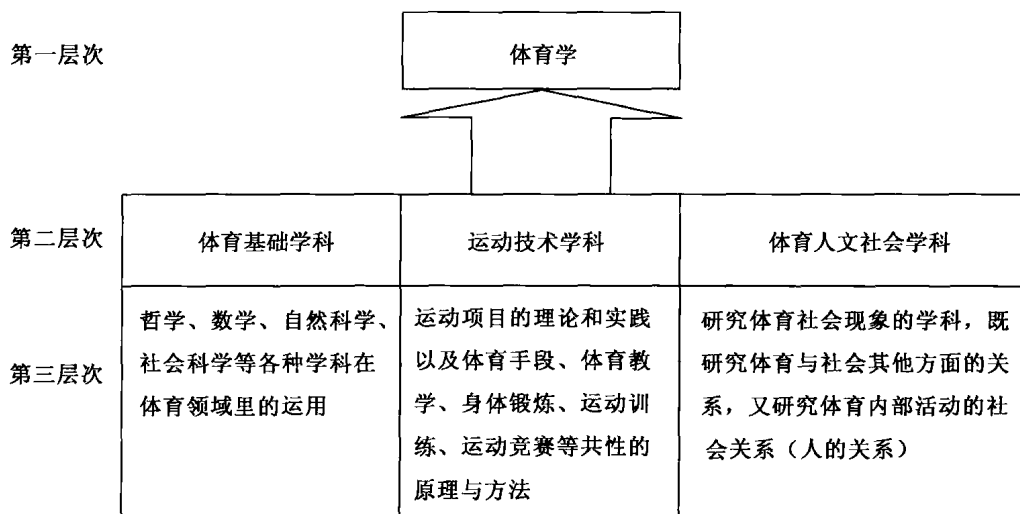 第一层次
体育学
第二层次
体育基础学科
运动技术学科
体育人文社会学科
第三层次
哲学、数学、自然科学、
社会科学等各种学科在
体育领域里的运用
运动项目的理论和实践
以及体育手段、体育教
学、身体锻炼、运动训
练、运动竞赛等共性的
原理与方法
研究体育社会现象的学科，既
研究体育与社会其他方面的关
系，又研究体育内部活动的社
会关系（人的关系）